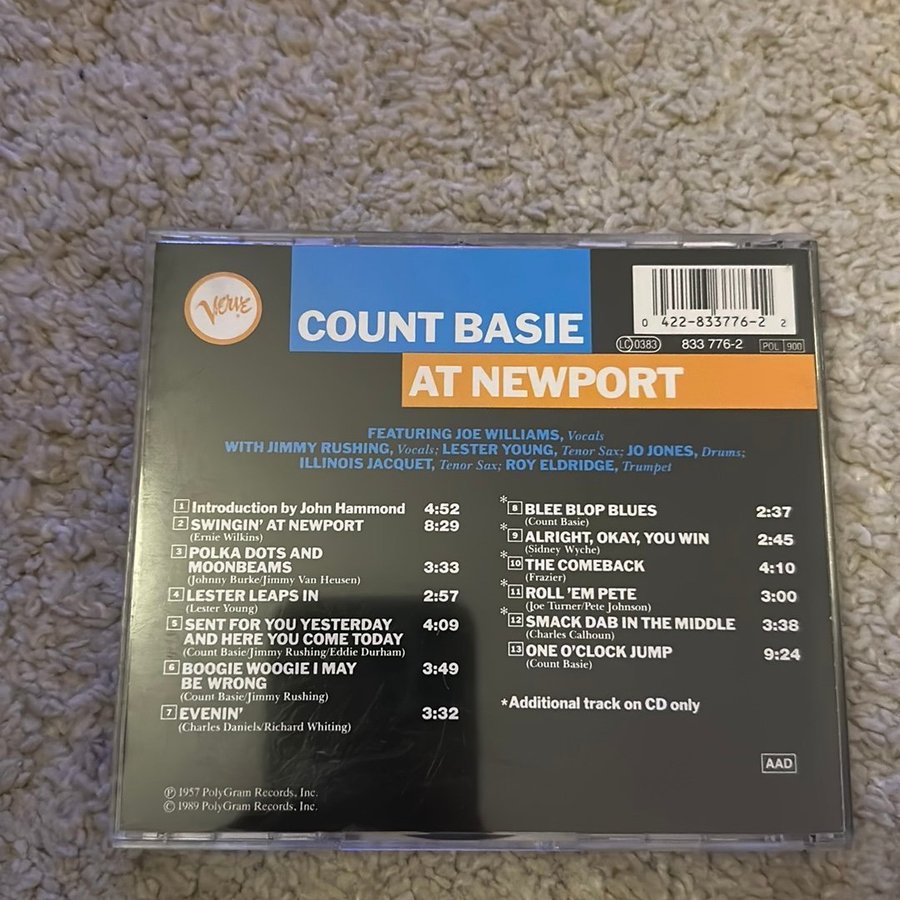 Verve
COUNT BASIE
AT NEWPORT
0 422-833776-2 2
LC 0383 833 776-2 POL 900
FEATURING JOE WILLIAMS, Vocals
WITH JIMMY RUSHING, Vocals; LESTER YOUNG, Tenor Sax; JO JONES, Drums;
ILLINOIS JACQUET, Tenor Sax; ROY ELDRIDGE, Trumpet
1 Introduction by John Hammond 4:52
2 SWINGIN' AT NEWPORT 8:29
(Ernie Wilkins)
3 POLKA DOTS AND
MOONBEAMS 3:33
(Johnny Burke/Jimmy Van Heusen)
4 LESTER LEAPS IN 2:57
(Lester Young)
5 SENT FOR YOU YESTERDAY 4:09
AND HERE YOU COME TODAY
(Count Basie/Jimmy Rushing/Eddie Durham)
6 BOOGIE WOOGIE I MAY 3:49
BE WRONG
(Count Basie/Jimmy Rushing)
7 EVENIN' 3:32
(Charles Daniels/Richard Whiting)
*8 BLEE BLOP BLUES 2:37
(Count Basie)
*9 ALRIGHT, OKAY, YOU WIN 2:45
(Sidney Wyche)
*10 THE COMEBACK 4:10
(Frazier)
*11 ROLL 'EM PETE 3:00
(Joe Turner/Pete Johnson)
*12 SMACK DAB IN THE MIDDLE 3:38
(Charles Calhoun)
13 ONE O'CLOCK JUMP 9:24
(Count Basie)
*Additional track on CD only
AAD
℗ 1957 PolyGram Records, Inc.
© 1989 PolyGram Records, Inc.